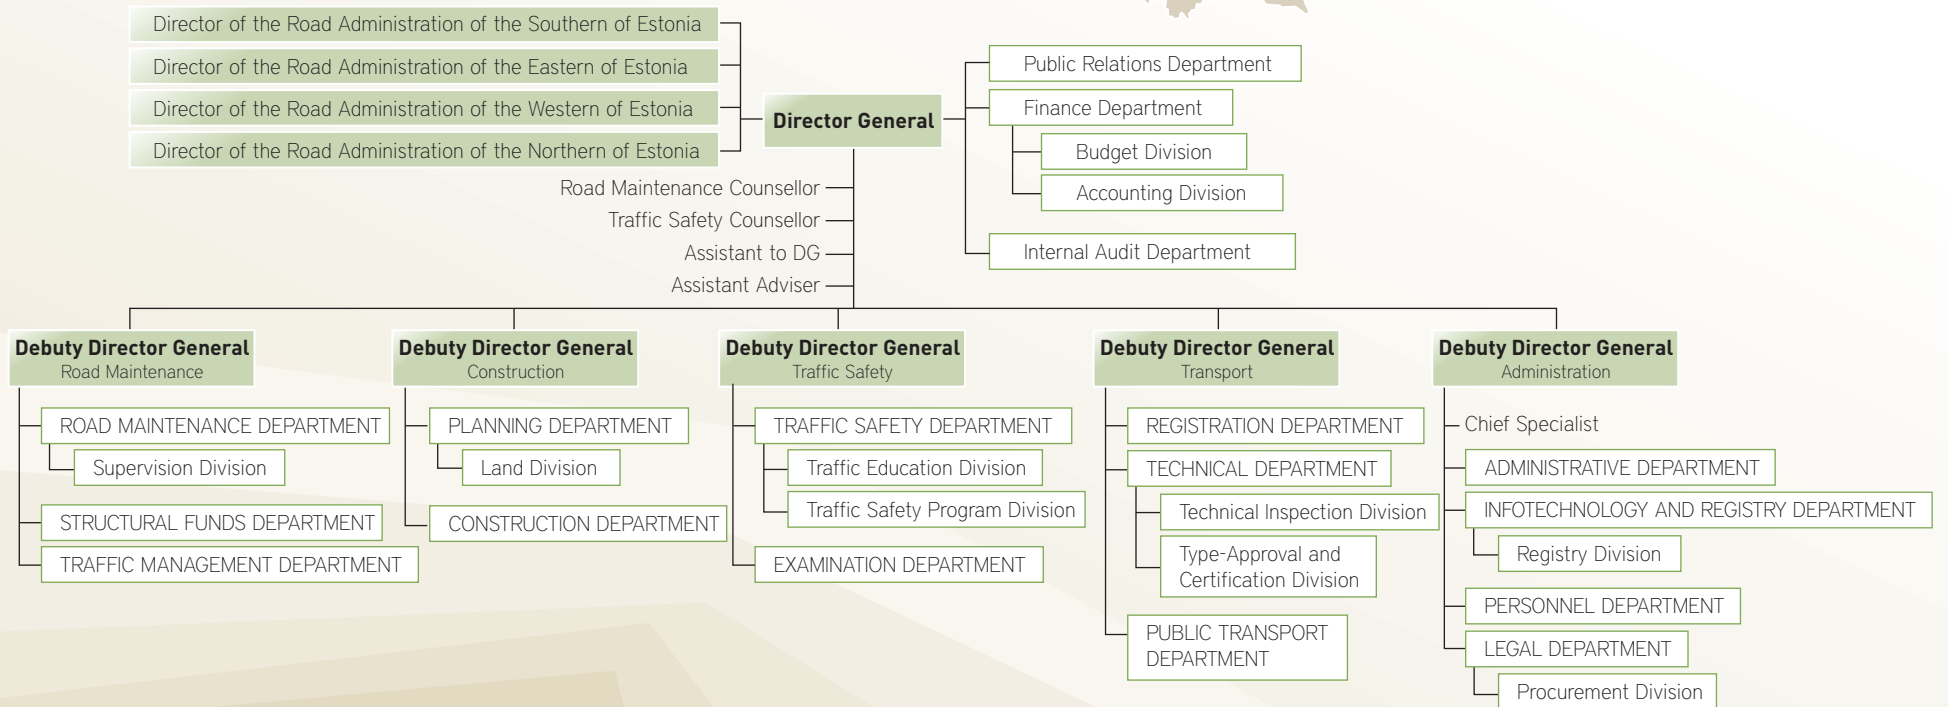 Director of the Road Administration of the Southern of Estonia
Director of the Road Administration of the Eastern of Estonia
Director of the Road Administration of the Western of Estonia
Director of the Road Administration of the Northern of Estonia
Director General
Public Relations Department
Finance Department
Budget Division
Accounting Division
Internal Audit Department
Road Maintenance Counsellor
Traffic Safety Counsellor
Assistant to DG
Assistant Adviser
Debuty Director General
Road Maintenance
ROAD MAINTENANCE DEPARTMENT
Supervision Division
STRUCTURAL FUNDS DEPARTMENT
TRAFFIC MANAGEMENT DEPARTMENT
Debuty Director General
Construction
PLANNING DEPARTMENT
Land Division
CONSTRUCTION DEPARTMENT
Debuty Director General
Traffic Safety
TRAFFIC SAFETY DEPARTMENT
Traffic Education Division
Traffic Safety Program Division
EXAMINATION DEPARTMENT
Debuty Director General
Transport
REGISTRATION DEPARTMENT
TECHNICAL DEPARTMENT
Technical Inspection Division
Type-Approval and
Certification Division
PUBLIC TRANSPORT
DEPARTMENT
Debuty Director General
Administration
Chief Specialist
ADMINISTRATIVE DEPARTMENT
INFOTECHNOLOGY AND REGISTRY DEPARTMENT
Registry Division
PERSONNEL DEPARTMENT
LEGAL DEPARTMENT
Procurement Division